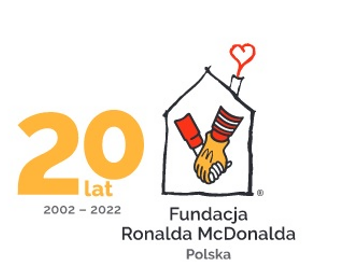 20
lat
2002 – 2022
®
Fundacja
Ronalda McDonalda
Polska